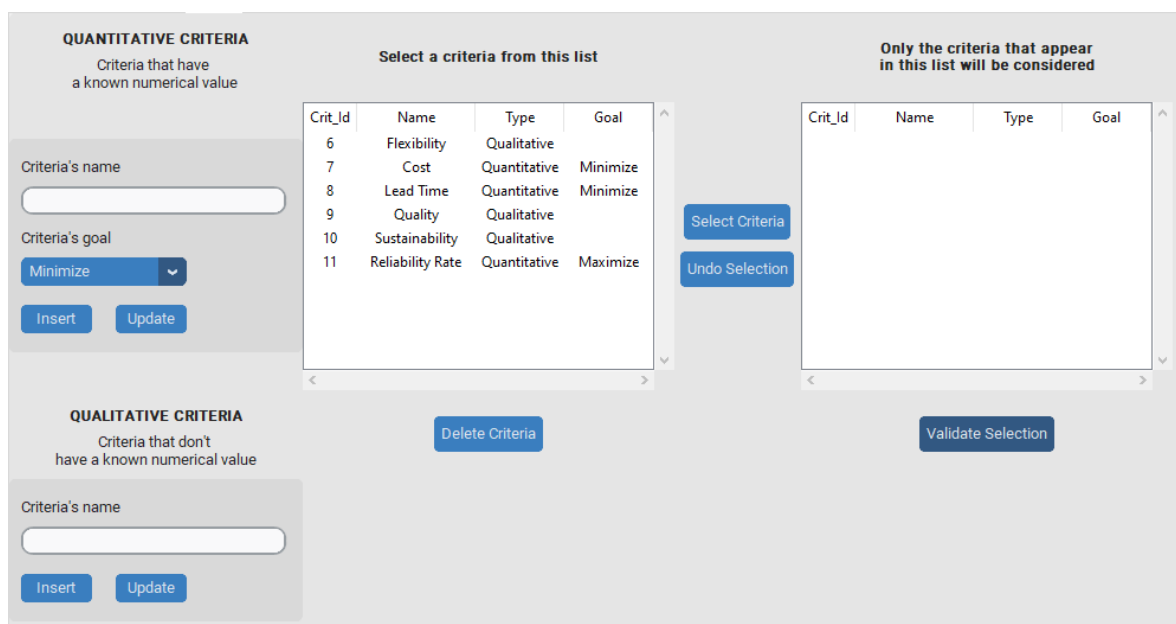 QUANTITATIVE CRITERIA
Criteria that have
a known numerical value
Criteria's name
Criteria's goal
Minimize
Insert Update
QUALITATIVE CRITERIA
Criteria that don't
have a known numerical value
Criteria's name
Insert Update
Select a criteria from this list
Crit_Id Name Type Goal
6 Flexibility Qualitative
7 Cost Quantitative Minimize
8 Lead Time Quantitative Minimize
9 Quality Qualitative
10 Sustainability Qualitative
11 Reliability Rate Quantitative Maximize
Delete Criteria
Select Criteria
Undo Selection
Only the criteria that appear
in this list will be considered
Crit_Id Name Type Goal
Validate Selection